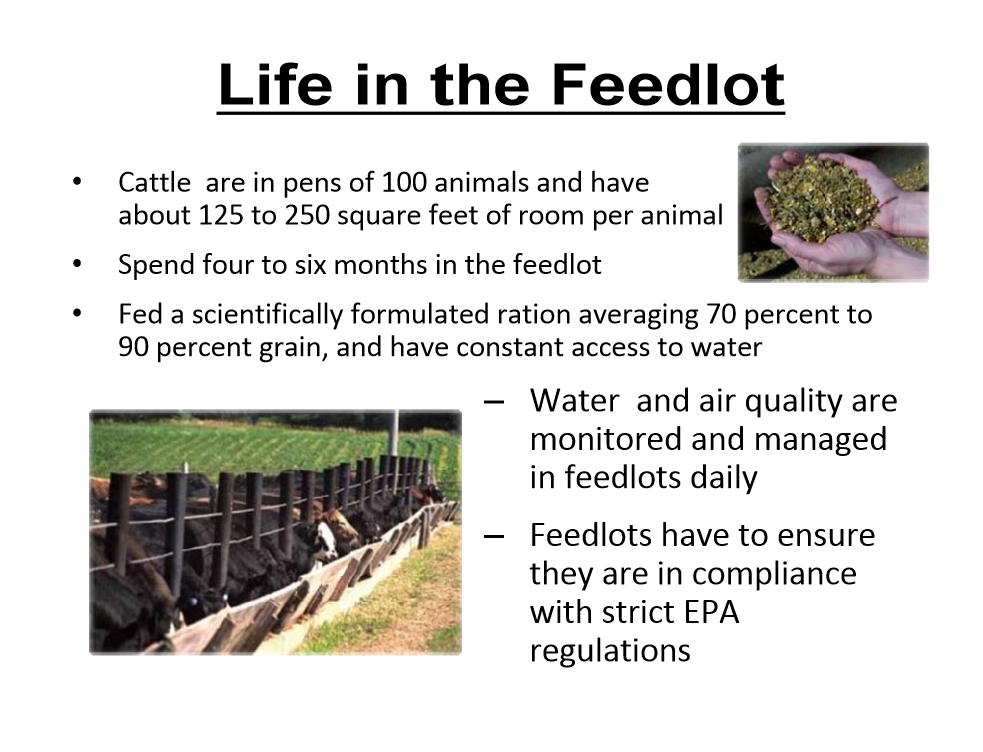 Life in the Feedlot
• Cattle  are in pens of 100 animals and have
about 125 to 250 square feet of room per animal
• Spend four to six months in the feedlot
• Fed a scientifically formulated ration averaging 70 percent to
90 percent grain, and have constant access to water
– Water  and air quality are
monitored and managed
in feedlots daily
– Feedlots have to ensure
they are in compliance
with strict EPA
regulations